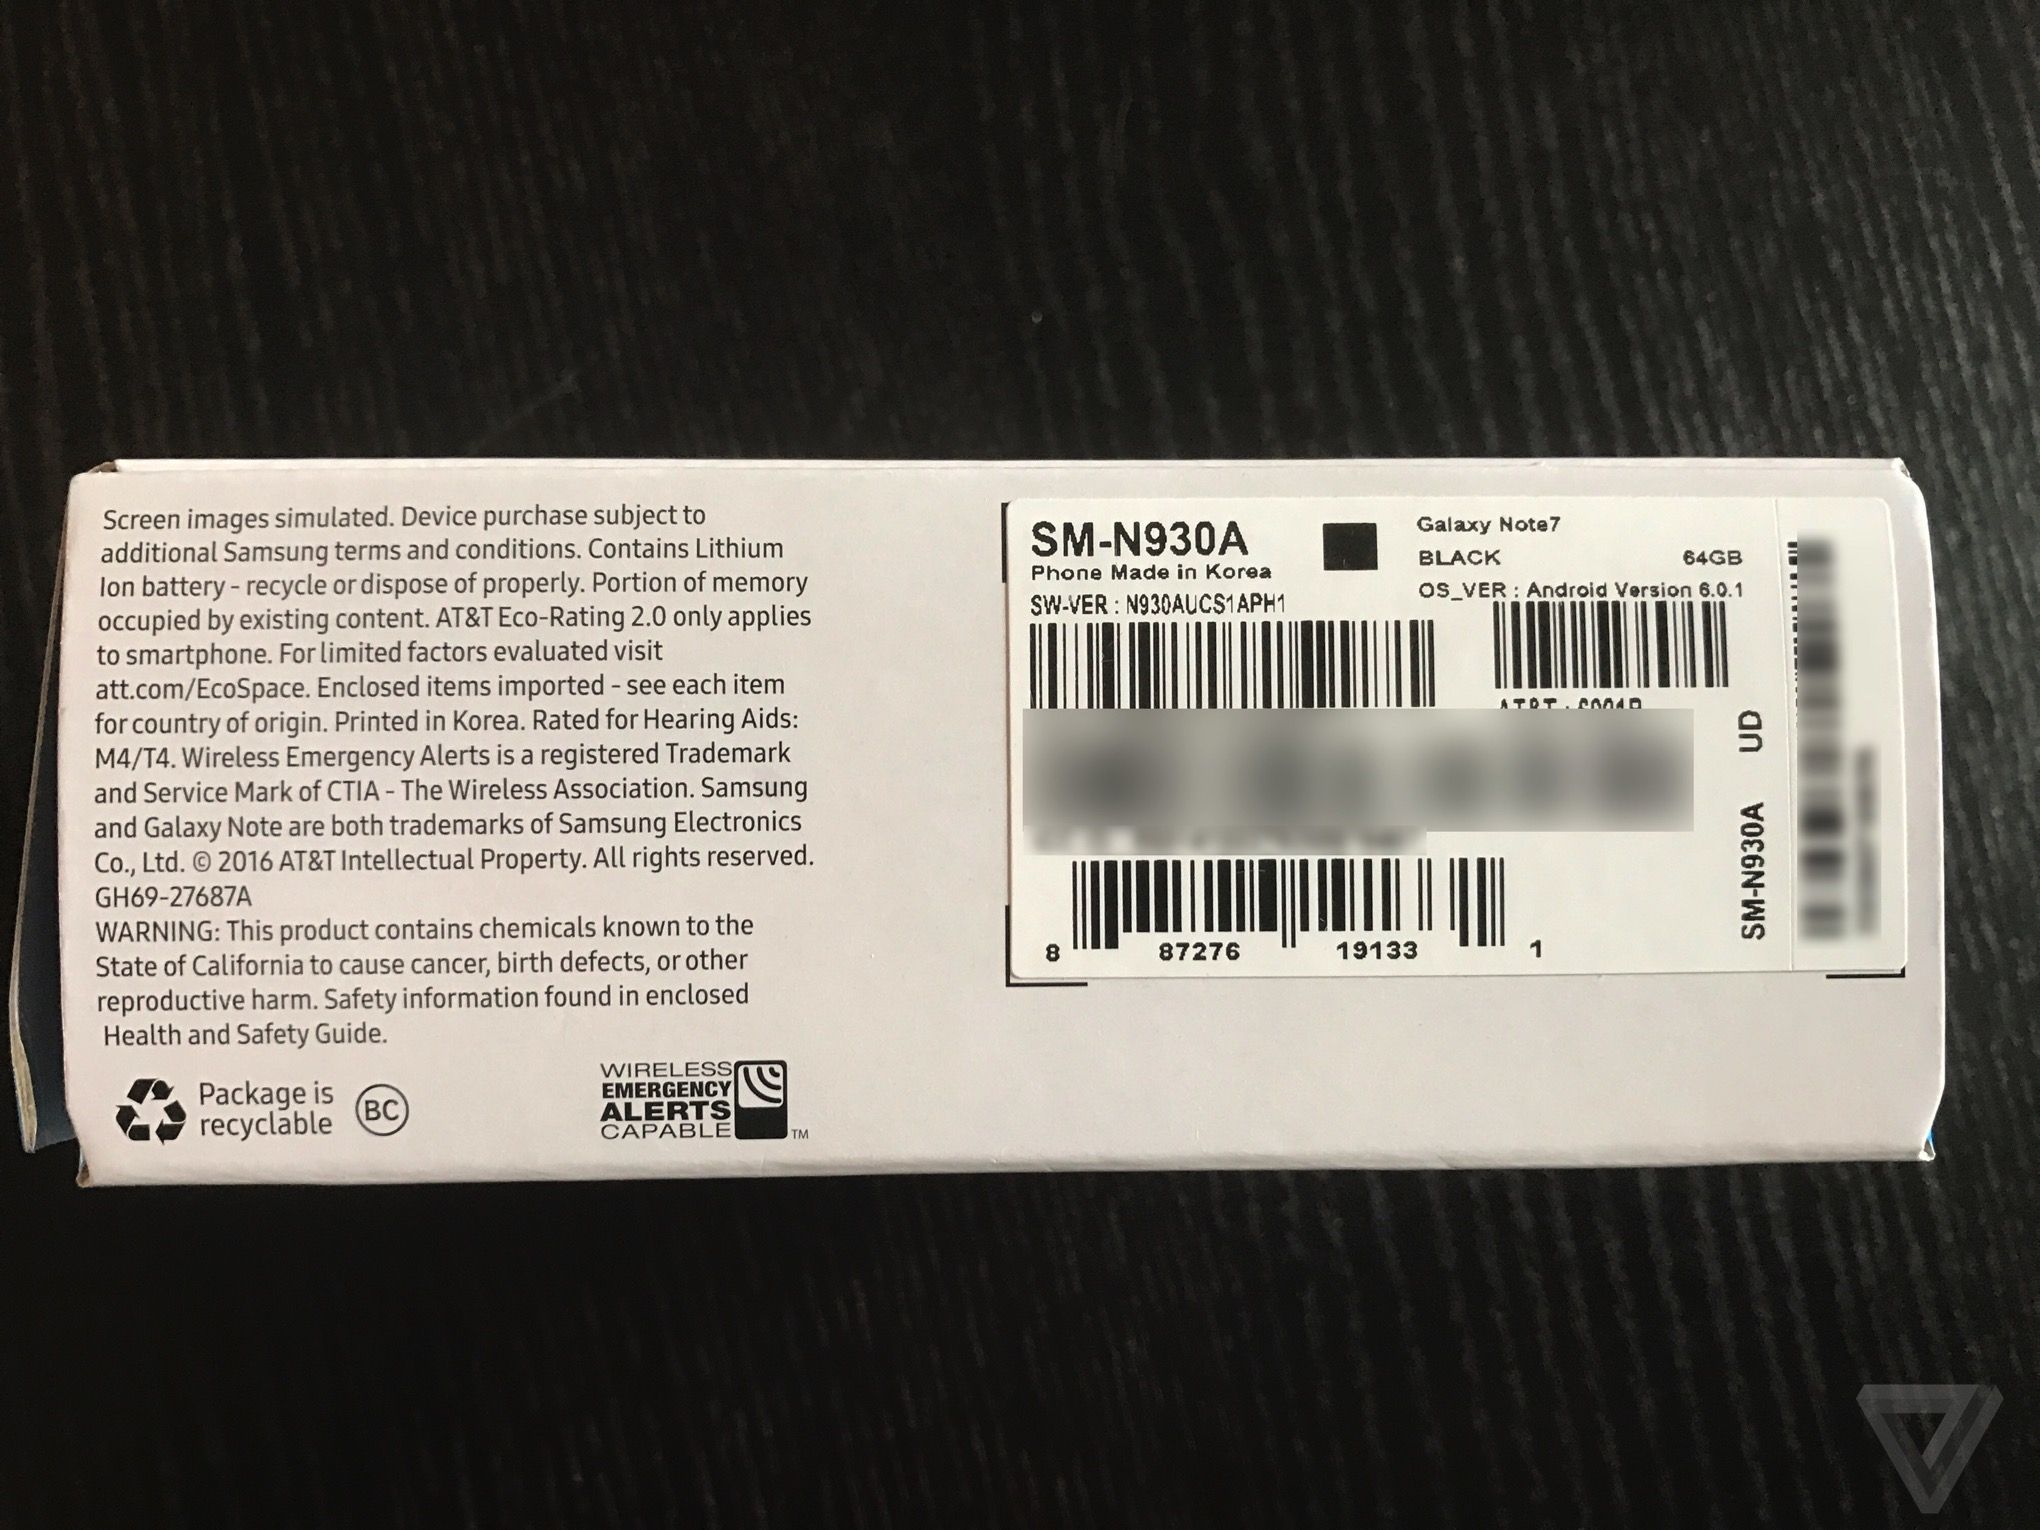 Screen images simulated. Device purchase subject to
additional Samsung terms and conditions. Contains Lithium
Ion battery - recycle or dispose of properly. Portion of memory
occupied by existing content. AT&T Eco-Rating 2.0 only applies
to smartphone. For limited factors evaluated visit
att.com/EcoSpace. Enclosed items imported - see each item
for country of origin. Printed in Korea. Rated for Hearing Aids:
M4/T4. Wireless Emergency Alerts is a registered Trademark
and Service Mark of CTIA - The Wireless Association. Samsung
and Galaxy Note are both trademarks of Samsung Electronics
Co., Ltd. © 2016 AT&T Intellectual Property. All rights reserved.
GH69-27687A
WARNING: This product contains chemicals known to the
State of California to cause cancer, birth defects, or other
reproductive harm. Safety information found in enclosed
Health and Safety Guide.
Package is
recyclable
BC
WIRELESS
EMERGENCY
ALERTS
CAPABLE TM
SM-N930A
Phone Made in Korea
SW-VER : N930AUCS1APH1
Galaxy Note7
BLACK 64GB
OS_VER : Android Version 6.0.1
AT&T :
8 87276 19133 1
SM-N930A UD